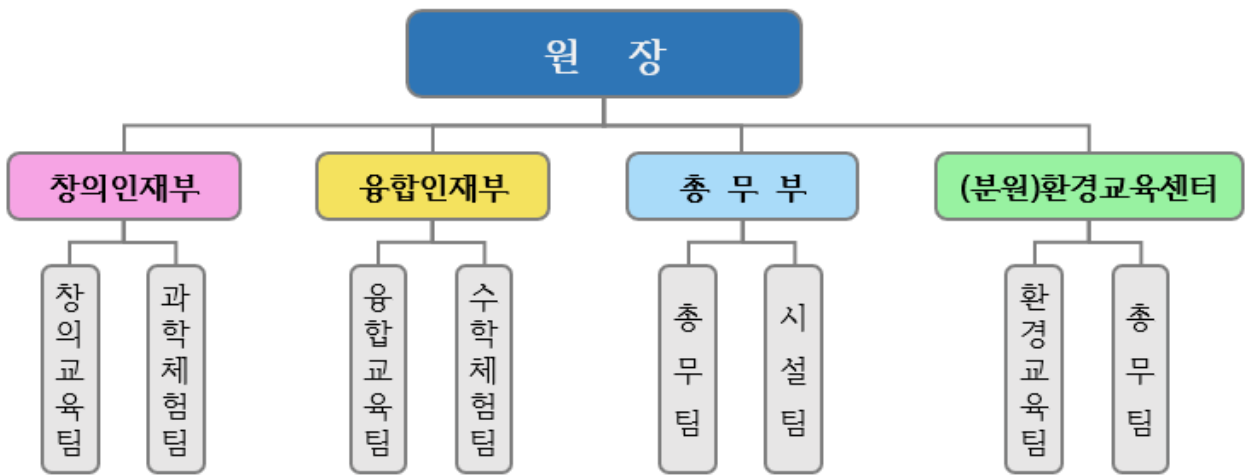 원 장
창의인재부
융합인재부
총 무 부
(분원)환경교육센터
창의교육팀
과학체험팀
융합교육팀
수학체험팀
총무팀
시설팀
환경교육팀
총무팀